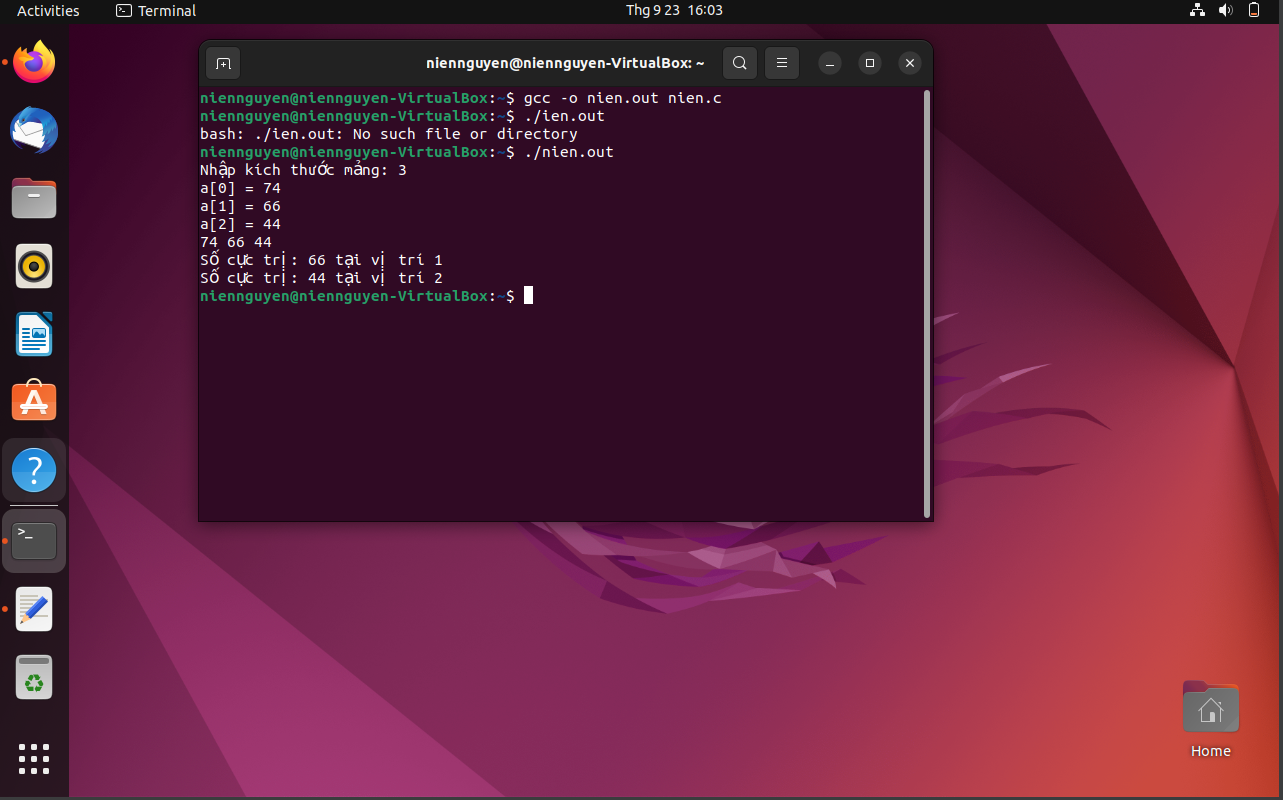 Activities
Terminal
Thg 9 23 16:03
niennguyen@niennguyen-VirtualBox: ~
niennguyen@niennguyen-VirtualBox:~$ gcc -o nien.out nien.c
niennguyen@niennguyen-VirtualBox:~$ ./ien.out
bash: ./ien.out: No such file or directory
niennguyen@niennguyen-VirtualBox:~$ ./nien.out
Nhập kích thước mảng: 3
a[0] = 74
a[1] = 66
a[2] = 44
74 66 44
Số cực trị: 66 tại vị trí 1
Số cực trị: 44 tại vị trí 2
niennguyen@niennguyen-VirtualBox:~$
Home